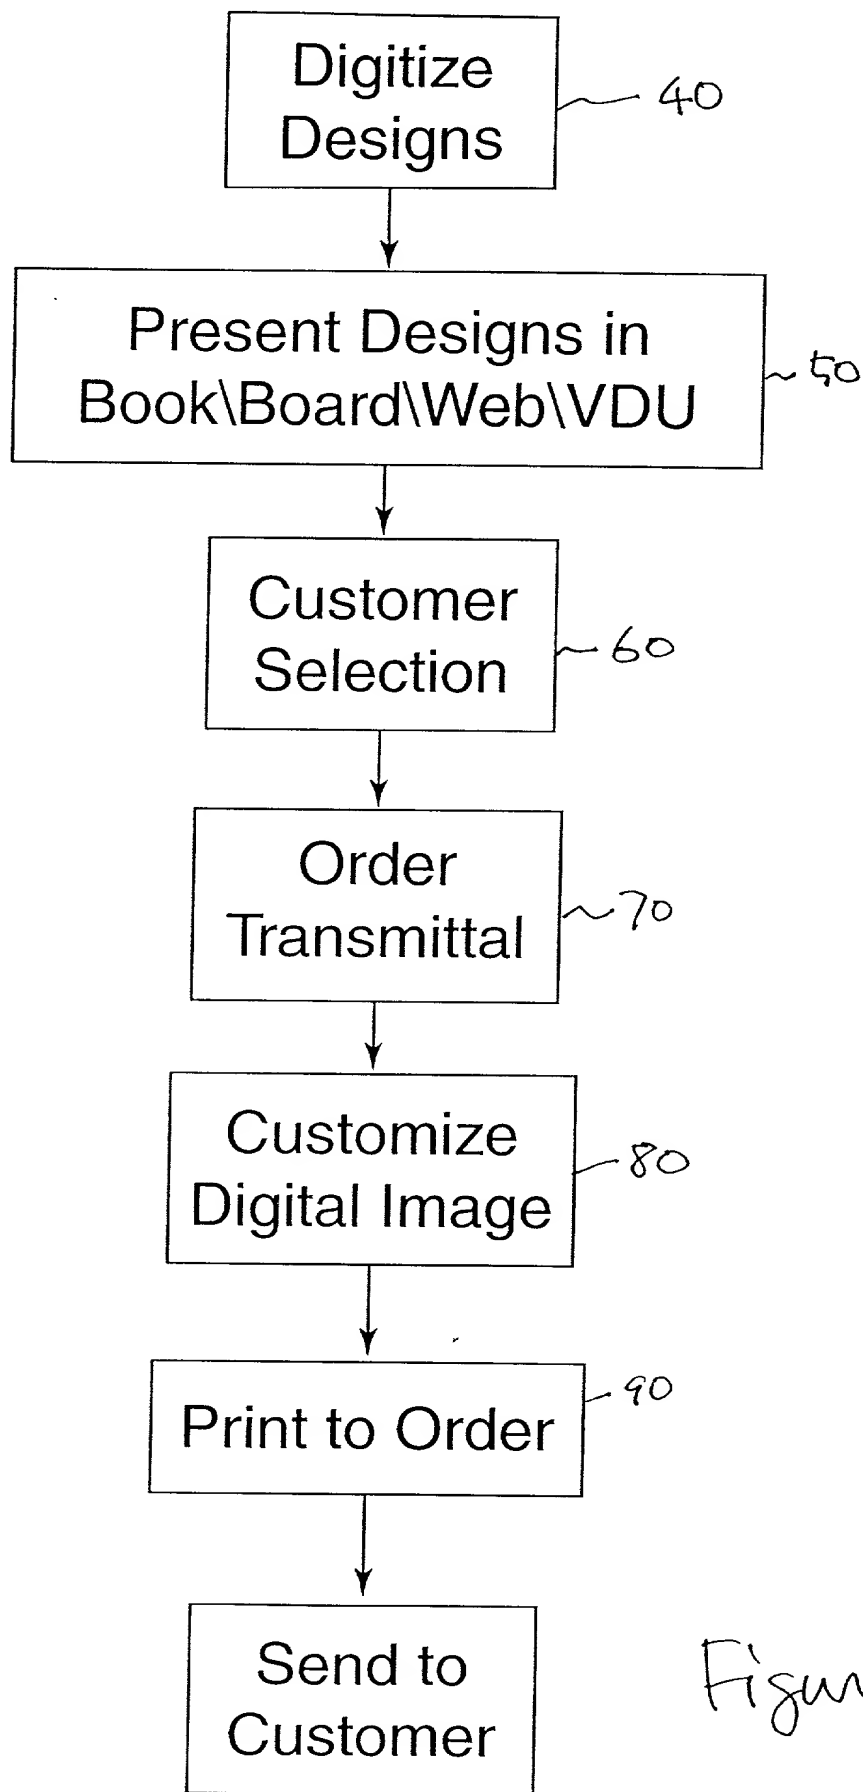 Digitize
Designs
40
Present Designs in
Book\Board\Web\VDU
50
Customer
Selection
60
Order
Transmittal
70
Customize
Digital Image
80
Print to Order
90
Send to
Customer